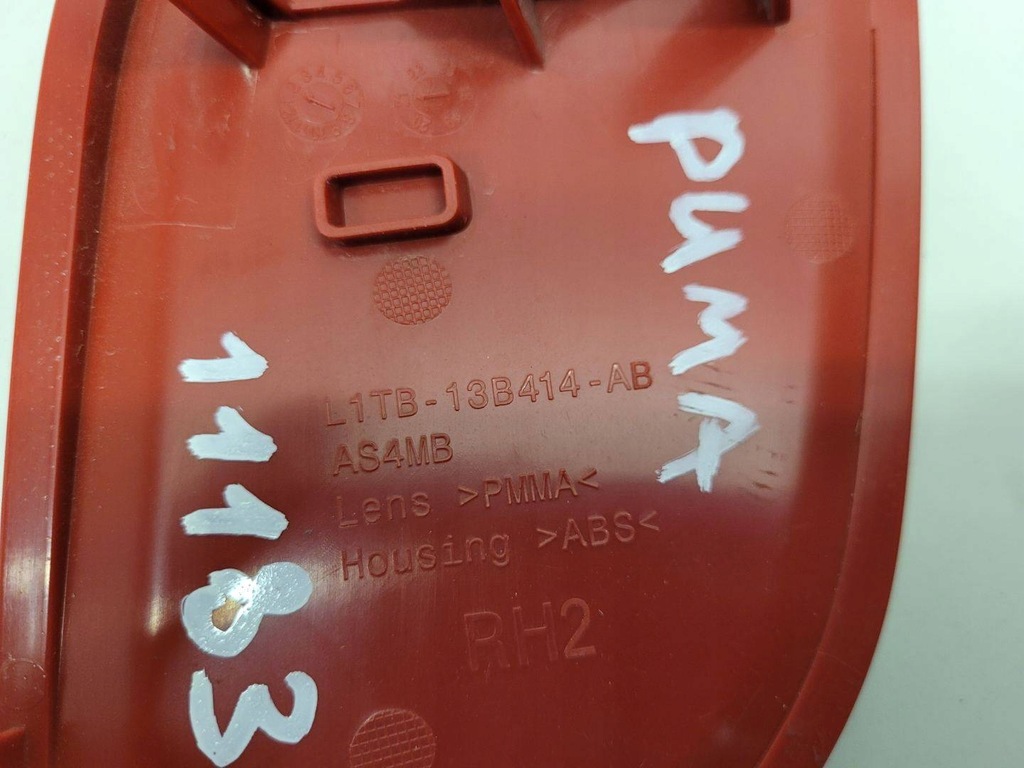 PUMA
L1TB-13B414-AB
AS4MB
Lens >PMMA<
Housing >ABS<
RH2
11183